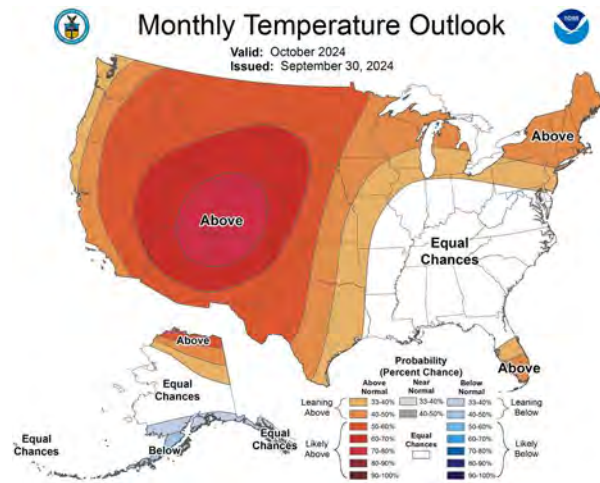 Monthly Temperature Outlook
Valid: October 2024
Issued: September 30, 2024
NOAA
Above
Above
Equal
Chances
Above
Above
Equal
Chances
Equal
Chances
Below
Equal
Chances
Probability
(Percent Chance)
Above
Normal
Near
Normal
Below
Normal
Leaning
Above
33-40%
33-40%
33-40%
Leaning
Below
40-50%
40-50%
40-50%
Likely
Above
50-60%
60-70%
70-80%
80-90%
90-100%
Equal
Chances
50-60%
60-70%
70-80%
80-90%
90-100%
Likely
Below